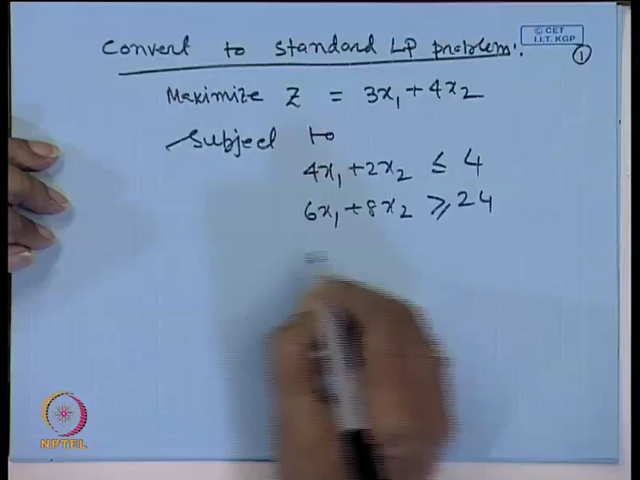 © CET
I.I.T. KGP
Convert to standard LP problem:
1
Maximize Z = 3x₁ + 4x₂
Subject to
4x₁ + 2x₂ ≤ 4
6x₁ + 8x₂ ≥ 24
NPTEL